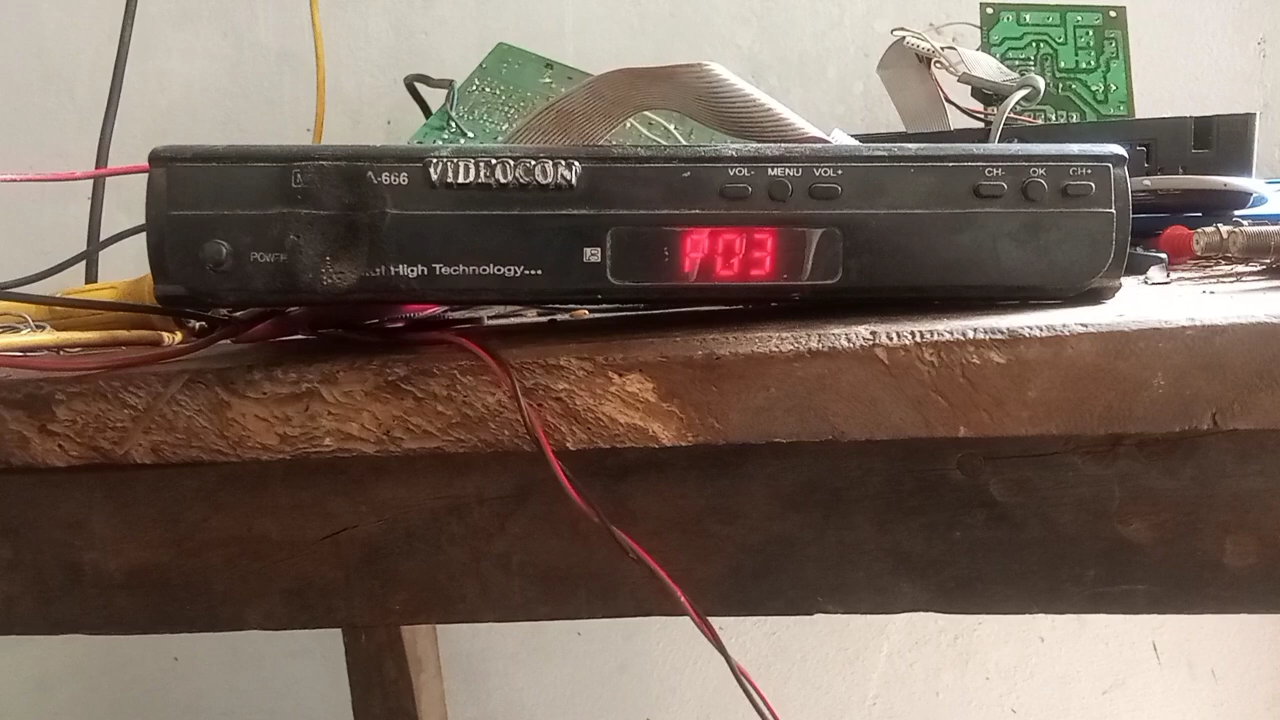 A-666 VIDEOCON
VOL- MENU VOL+
CH- OK CH+
POWER
High Technology...
P03